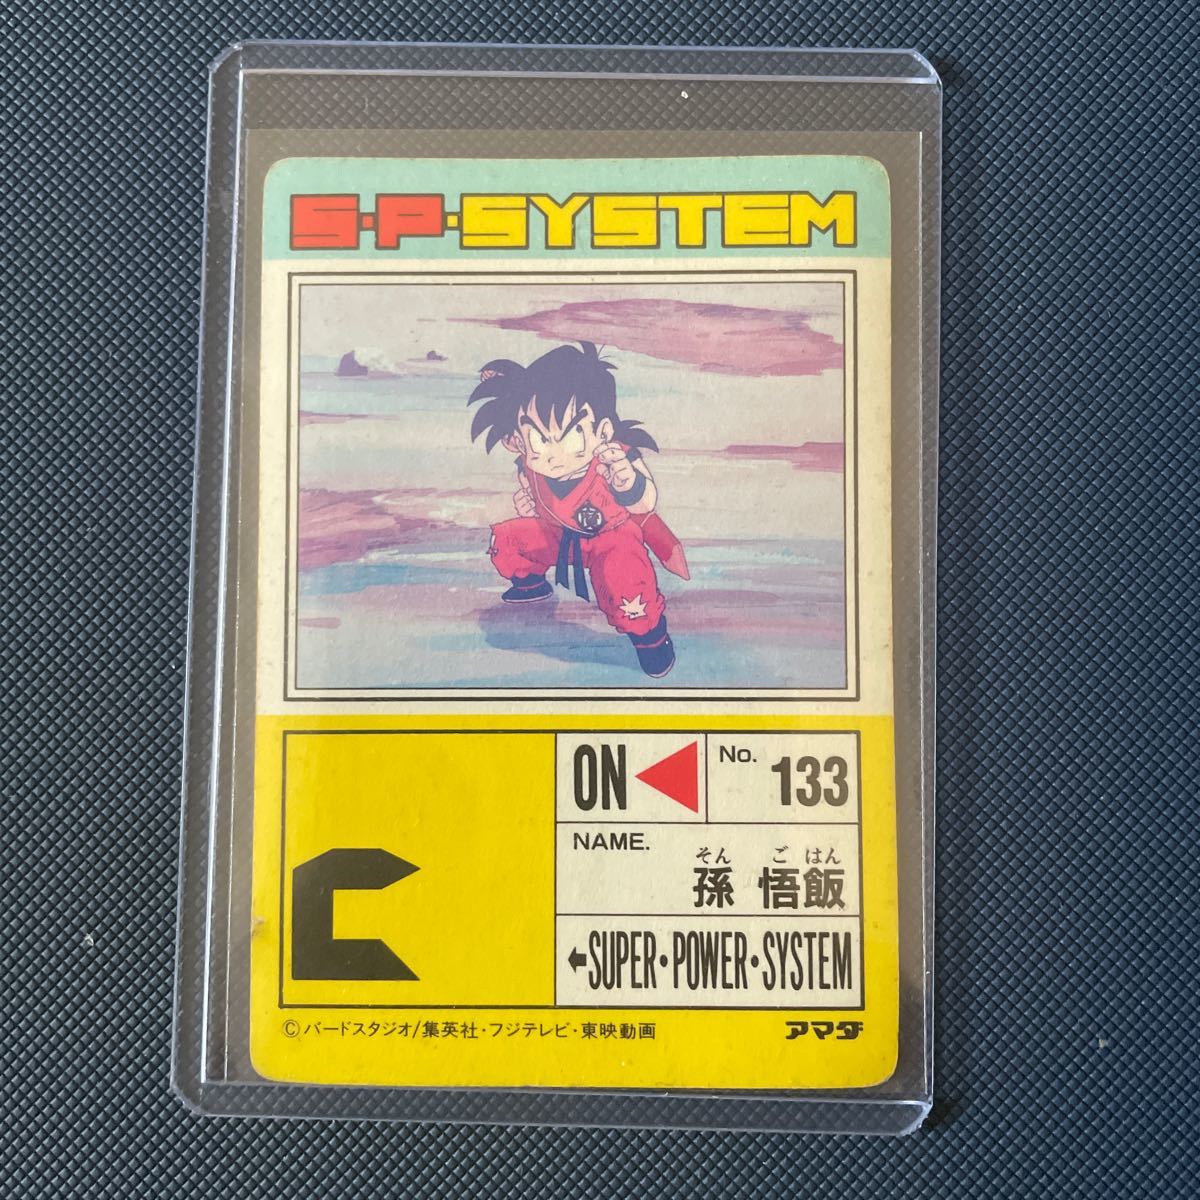 S·P·SYSTEM
ON
No. 133
NAME.
そん ご はん
孫 悟飯
←SUPER・POWER・SYSTEM
©バードスタジオ/集英社・フジテレビ・東映動画
アマダ